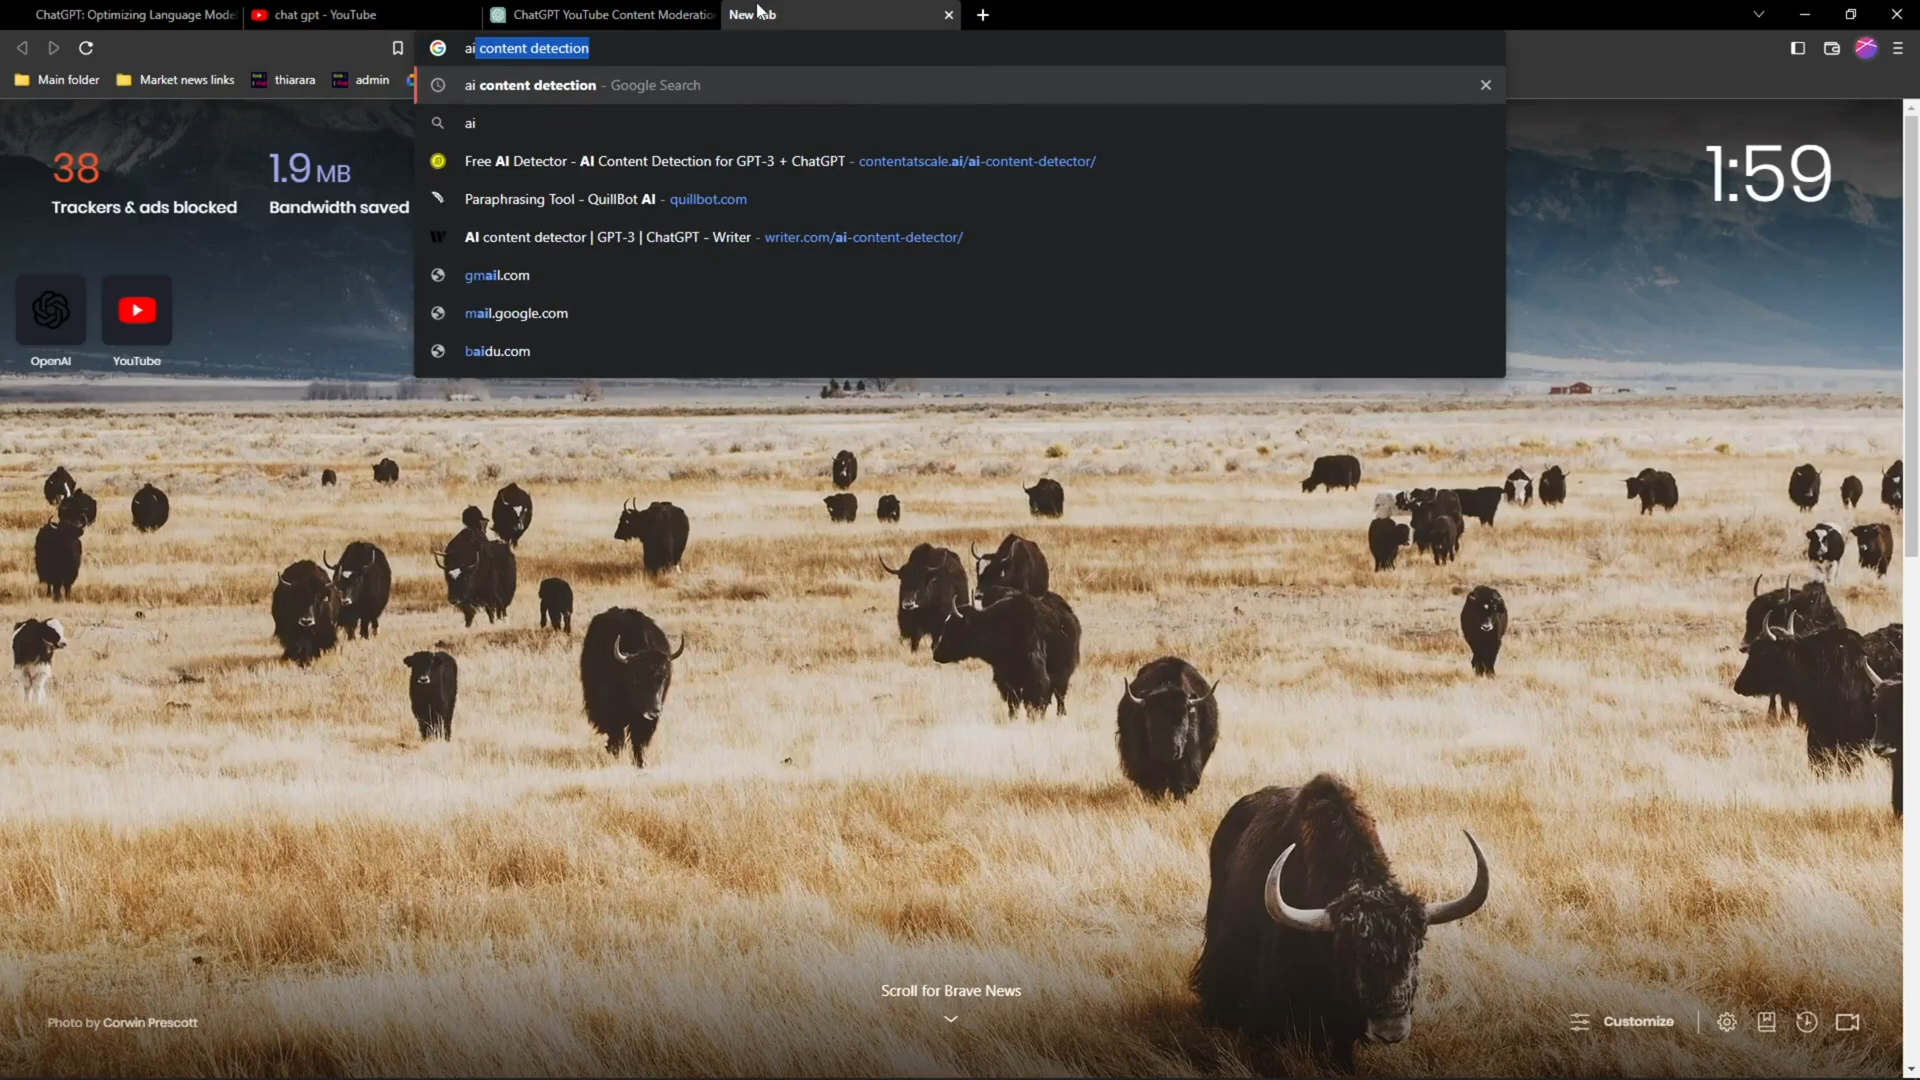 ChatGPT: Optimizing Language Model
chat gpt - YouTube
ChatGPT YouTube Content Moderatio
New Tab
ai content detection
Main folder
Market news links
thiarara
admin
ai content detection - Google Search
ai
Free AI Detector - AI Content Detection for GPT-3 + ChatGPT - contentatscale.ai/ai-content-detector/
Paraphrasing Tool - QuillBot AI - quillbot.com
AI content detector | GPT-3 | ChatGPT - Writer - writer.com/ai-content-detector/
gmail.com
mail.google.com
baidu.com
38
Trackers & ads blocked
1.9 MB
Bandwidth saved
1:59
OpenAI
YouTube
Scroll for Brave News
Photo by Corwin Prescott
Customize